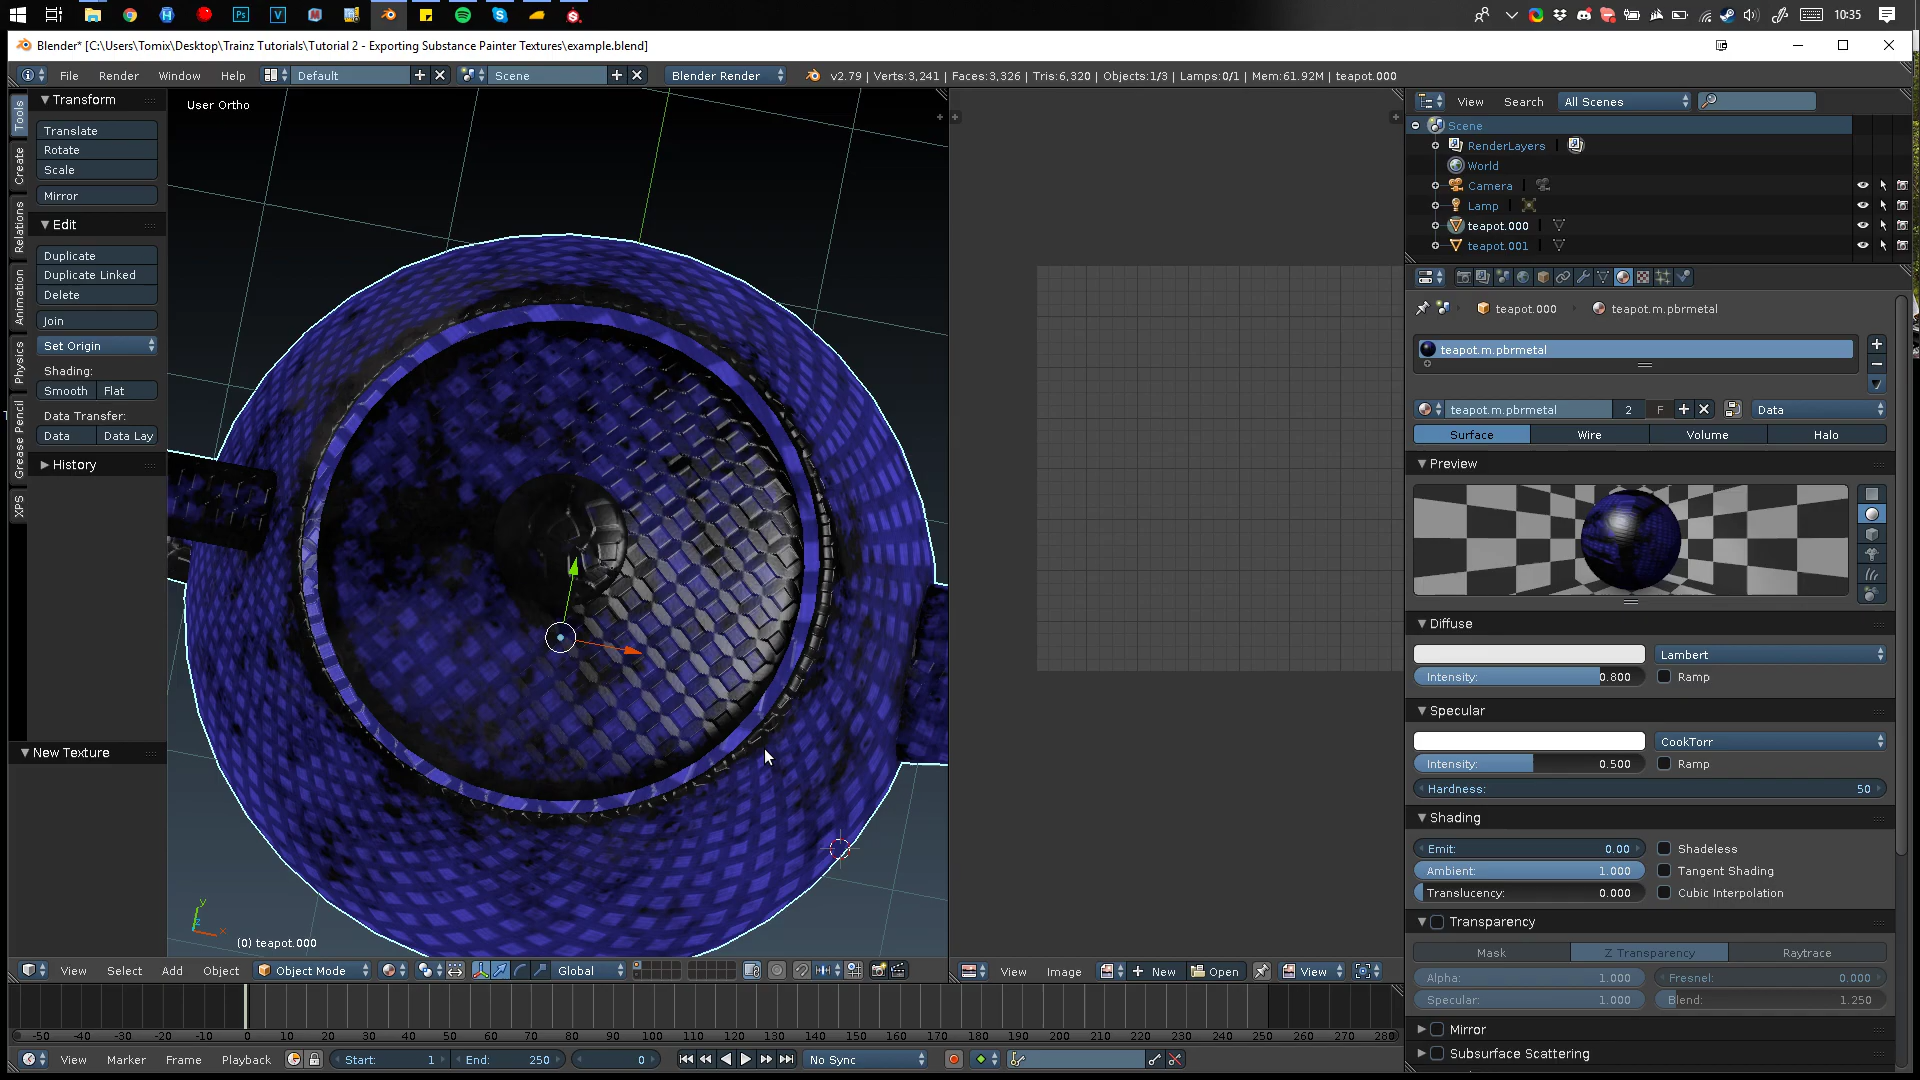 10:35
Blender* [C:\Users\Tomix\Desktop\Trainz Tutorials\Tutorial 2 - Exporting Substance Painter Textures\example.blend]
File Render Window Help Default Scene Blender Render v2.79 | Verts:3,241 | Faces:3,326 | Tris:6,320 | Objects:1/3 | Lamps:0/1 | Mem:61.92M | teapot.000
Tools
Create
Relations
Animation
Physics
Grease Pencil
XPS
Transform
Translate
Rotate
Scale
Mirror
Edit
Duplicate
Duplicate Linked
Delete
Join
Set Origin
Shading:
Smooth Flat
Data Transfer:
Data Data Lay
History
New Texture
User Ortho
(0) teapot.000
View Select Add Object Object Mode Global
View Image New Open View
View Search All Scenes
Scene
RenderLayers
World
Camera
Lamp
teapot.000
teapot.001
teapot.000 teapot.m.pbrmetal
teapot.m.pbrmetal
teapot.m.pbrmetal 2 F Data
Surface Wire Volume Halo
Preview
Diffuse
Lambert
Intensity: 0.800 Ramp
Specular
CookTorr
Intensity: 0.500 Ramp
Hardness: 50
Shading
Emit: 0.00 Shadeless
Ambient: 1.000 Tangent Shading
Translucency: 0.000 Cubic Interpolation
Transparency
Mask Z Transparency Raytrace
Alpha: 1.000 Fresnel: 0.000
Specular: 1.000 Blend: 1.250
Mirror
Subsurface Scattering
-50 -40 -30 -20 -10 0 10 20 30 40 50 60 70 80 90 100 110 120 130 140 150 160 170 180 190 200 210 220 230 240 250 260 270 280
View Marker Frame Playback Start: 1 End: 250 0 No Sync